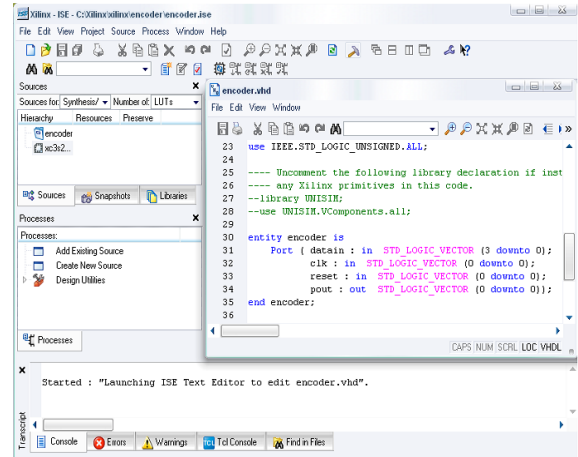 Xilinx - ISE - C:\Xilinx\xilinx\encoder\encoder.ise
File Edit View Project Source Process Window Help
Sources
Sources for: Synthesis/ Number of: LUTs
Hierarchy Resources Preserve
encoder
xc3s2...
Sources Snapshots Libraries
Processes
Processes:
Add Existing Source
Create New Source
Design Utilities
Processes
encoder.vhd
File Edit View Window
23 use IEEE.STD_LOGIC_UNSIGNED.ALL;
24
25 ---- Uncomment the following library declaration if inst
26 ---- any Xilinx primitives in this code.
27 --library UNISIM;
28 --use UNISIM.VComponents.all;
29
30 entity encoder is
31 Port ( datain : in STD_LOGIC_VECTOR (3 downto 0);
32 clk : in STD_LOGIC_VECTOR (0 downto 0);
33 reset : in STD_LOGIC_VECTOR (0 downto 0);
34 pout : out STD_LOGIC_VECTOR (0 downto 0));
35 end encoder;
36
CAPS NUM SCRL LOC VHDL
Started : "Launching ISE Text Editor to edit encoder.vhd".
Transcript
Console Errors Warnings Tcl Console Find in Files